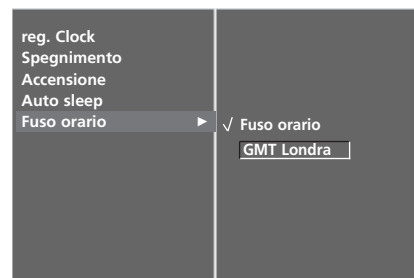 reg. Clock
Spegnimento
Accensione
Auto sleep
Fuso orario ►
√ Fuso orario
GMT Londra